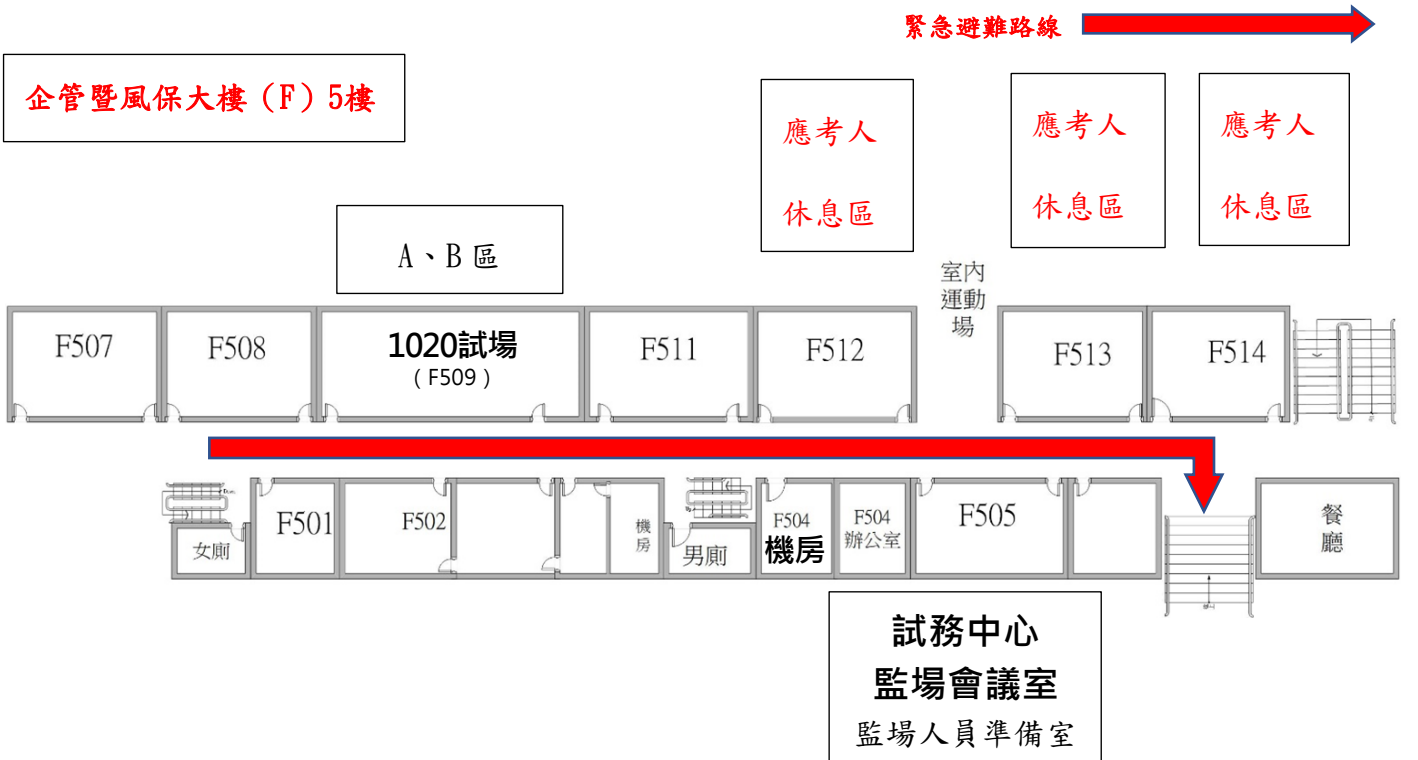 緊急避難路線
企管暨風保大樓（F）5樓
應考人
休息區
應考人
休息區
應考人
休息區
A、B區
室內
運動
場
F507
F508
1020試場
（F509）
F511
F512
F513
F514
女廁
F501
F502
機
房
男廁
F504
機房
F504
辦公室
F505
餐
廳
試務中心
監場會議室
監場人員準備室